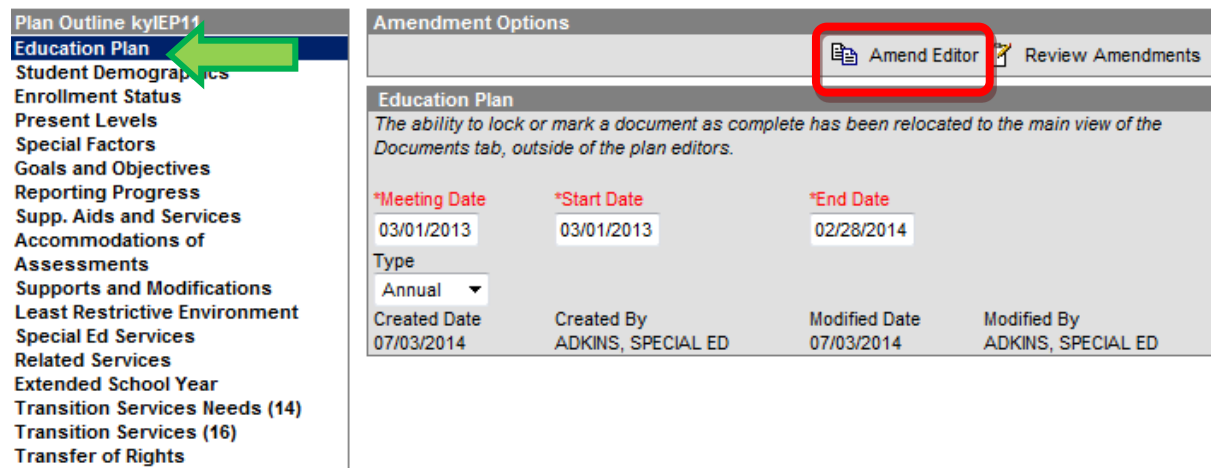 Plan Outline kyIEP11
Education Plan
Student Demographics
Enrollment Status
Present Levels
Special Factors
Goals and Objectives
Reporting Progress
Supp. Aids and Services
Accommodations of
Assessments
Supports and Modifications
Least Restrictive Environment
Special Ed Services
Related Services
Extended School Year
Transition Services Needs (14)
Transition Services (16)
Transfer of Rights
Amendment Options
Amend Editor Review Amendments
Education Plan
The ability to lock or mark a document as complete has been relocated to the main view of the
Documents tab, outside of the plan editors.
*Meeting Date *Start Date *End Date
03/01/2013 03/01/2013 02/28/2014
Type
Annual
Created Date Created By Modified Date Modified By
07/03/2014 ADKINS, SPECIAL ED 07/03/2014 ADKINS, SPECIAL ED